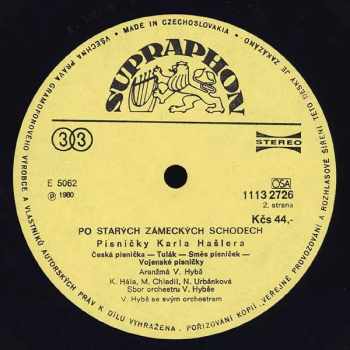 • MADE IN CZECHOSLOVAKIA •
VŠECHNA PRÁVA GRAMOFONOVÉHO VÝROBCE A VLASTNÍKŮ AUTORSKÝCH PRÁV K DÍLU VYHRAZENA. POŘIZOVÁNÍ KOPIÍ, VEŘEJNÉ PROVOZOVÁNÍ A ROZHLASOVÉ ŠÍŘENÍ TÉTO DESKY JE ZAKÁZÁNO
SUPRAPHON
33
STEREO
E 5062
℗ 1980
OSA
1113 2726
2. strana
Kčs 44,-
PO STARÝCH ZÁMECKÝCH SCHODECH
Písničky Karla Hašlera
Česká písnička — Tulák — Směs písniček —
Vojenské písničky
Aranžmá V. Hybš
K. Hála, M. Chladil, N. Urbánková
Sbor orchestru V. Hybše
V. Hybš se svým orchestrem